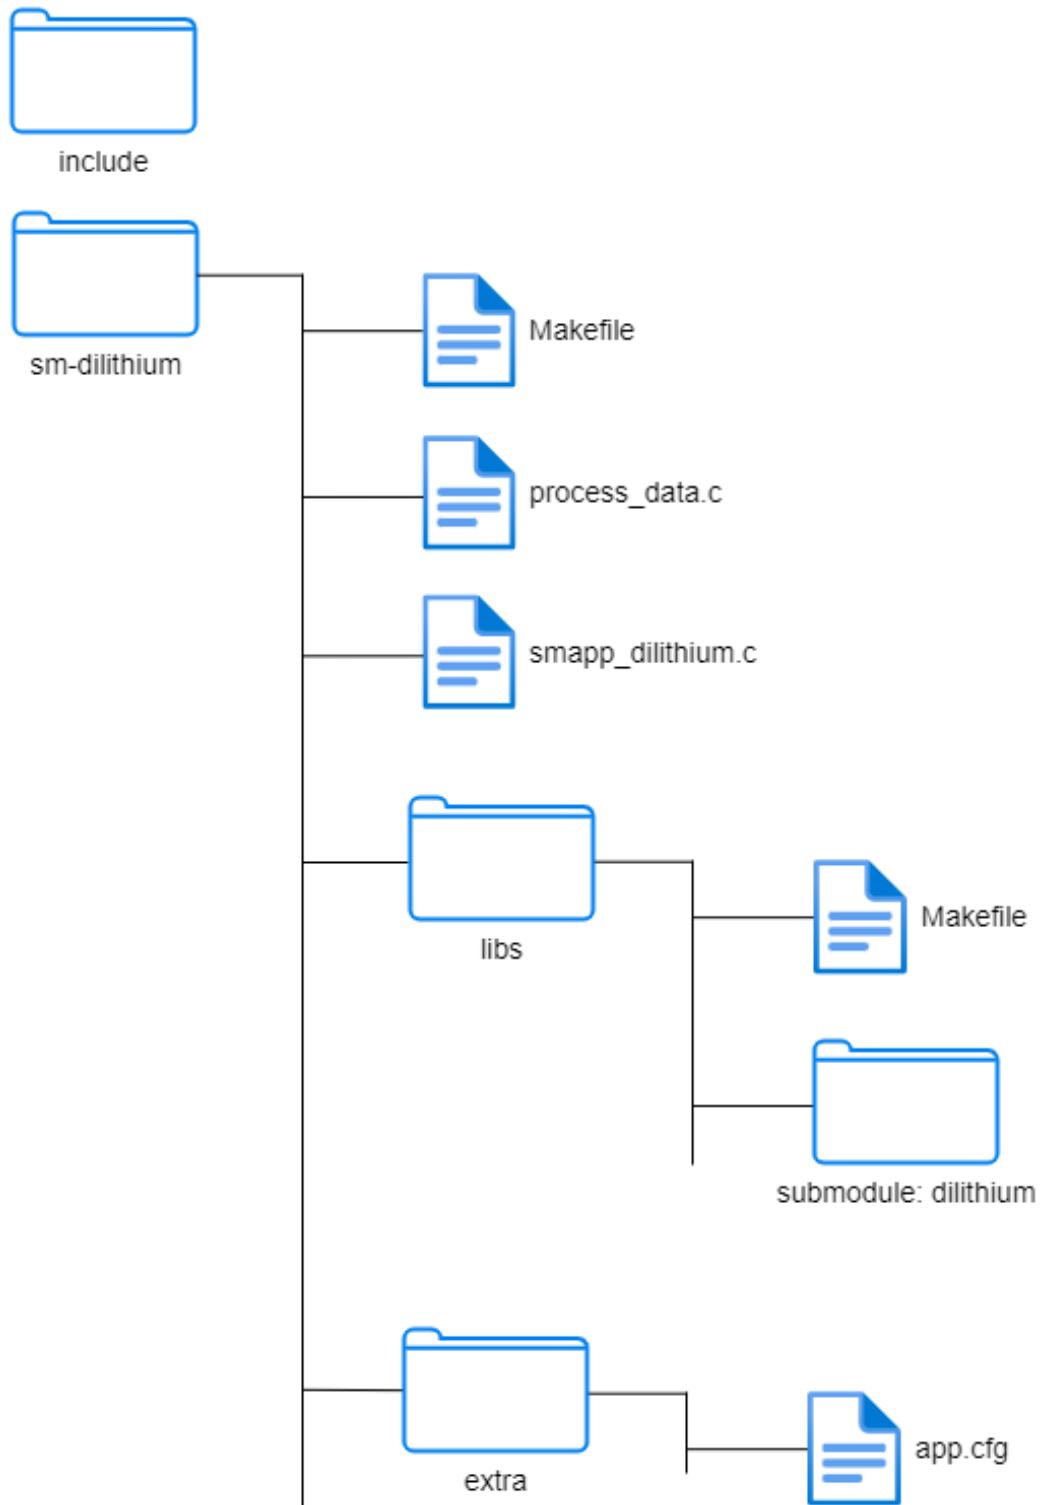 include
sm-dilithium
Makefile
process_data.c
smapp_dilithium.c
libs
Makefile
submodule: dilithium
extra
app.cfg